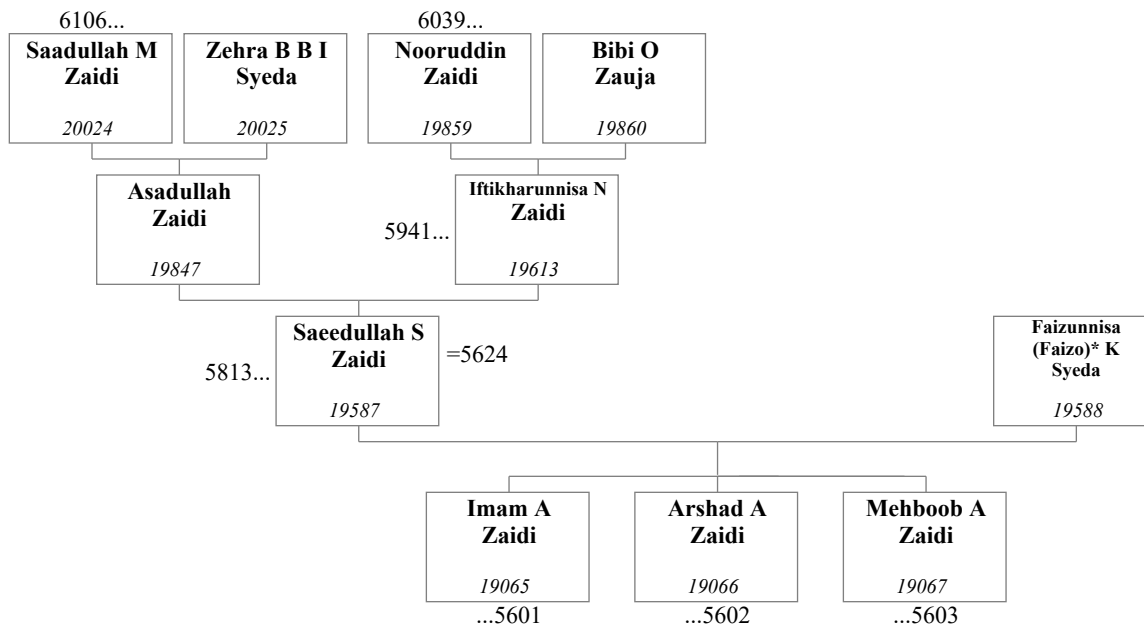 6106...
6039...
Saadullah M
Zaidi
20024
Zehra B B I
Syeda
20025
Nooruddin
Zaidi
19859
Bibi O
Zauja
19860
Asadullah
Zaidi
19847
5941...
Iftikharunnisa N
Zaidi
19613
5813...
Saeedullah S
Zaidi
19587
=5624
Faizunnisa
(Faizo)* K
Syeda
19588
Imam A
Zaidi
19065
...5601
Arshad A
Zaidi
19066
...5602
Mehboob A
Zaidi
19067
...5603